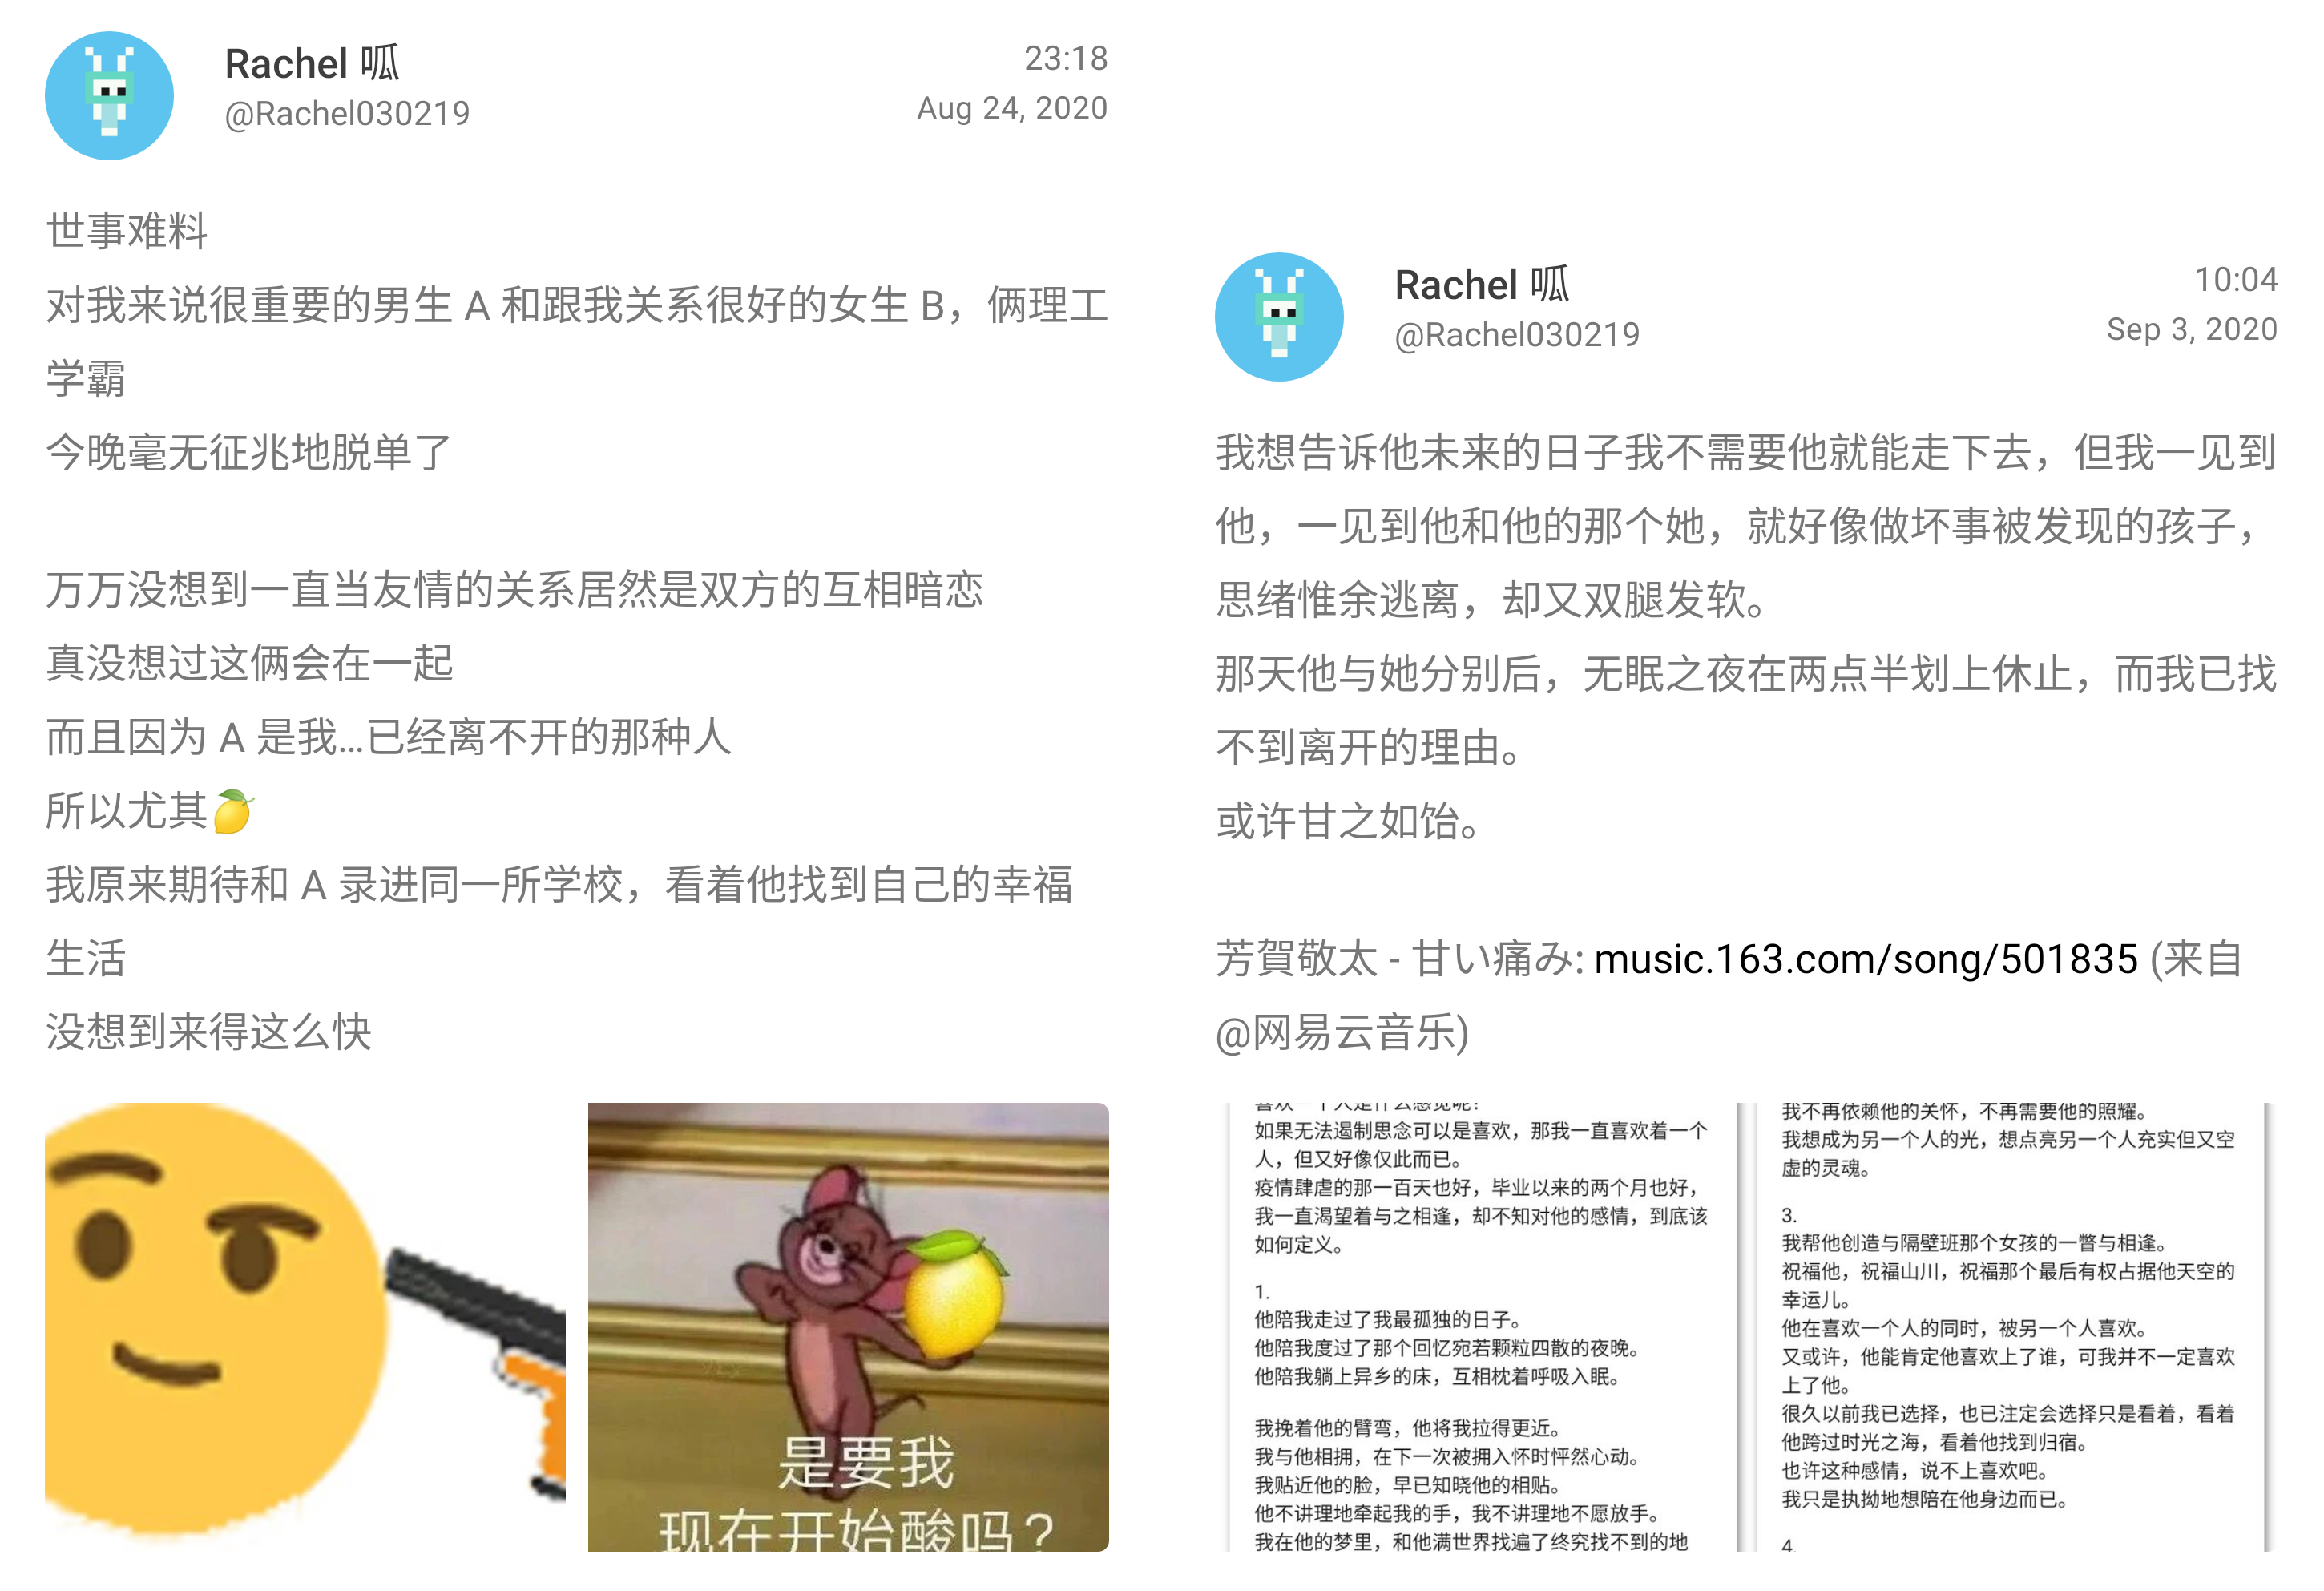 Rachel 呱
@Rachel030219
23:18
Aug 24, 2020
世事难料
对我来说很重要的男生 A 和跟我关系很好的女生 B，俩理工
学霸
今晚毫无征兆地脱单了
万万没想到一直当友情的关系居然是双方的互相暗恋
真没想过这俩会在一起
而且因为 A 是我...已经离不开的那种人
所以尤其🍋
我原来期待和 A 录进同一所学校，看着他找到自己的幸福
生活
没想到来得这么快
是要我
现在开始酸吗？
Rachel 呱
@Rachel030219
10:04
Sep 3, 2020
我想告诉他未来的日子我不需要他就能走下去，但我一见到
他，一见到他和他的那个她，就好像做坏事被发现的孩子，
思绪惟余逃离，却又双腿发软。
那天他与她分别后，无眠之夜在两点半划上休止，而我已找
不到离开的理由。
或许甘之如饴。
芳賀敬太 - 甘い痛み: music.163.com/song/501835 (来自
@网易云音乐)
喜欢一个人是什么感觉呢？
如果无法遏制思念可以是喜欢，那我一直喜欢着一个
人，但又好像仅此而已。
疫情肆虐的那一百天也好，毕业以来的两个月也好，
我一直渴望着与之相逢，却不知对他的感情，到底该
如何定义。
1.
他陪我走过了我最孤独的日子。
他陪我度过了那个回忆宛若颗粒四散的夜晚。
他陪我躺上异乡的床，互相枕着呼吸入眠。
我挽着他的臂弯，他将我拉得更近。
我与他相拥，在下一次被拥入怀时怦然心动。
我贴近他的脸，早已知晓他的相贴。
他不讲理地牵起我的手，我不讲理地不愿放手。
我在他的梦里，和他满世界找遍了终究找不到的地
我不再依赖他的关怀，不再需要他的照耀。
我想成为另一个人的光，想点亮另一个人充实但又空
虚的灵魂。
3.
我帮他创造与隔壁班那个女孩的一瞥与相逢。
祝福他，祝福山川，祝福那个最后有权占据他天空的
幸运儿。
他在喜欢一个人的同时，被另一个人喜欢。
又或许，他能肯定他喜欢上了谁，可我并不一定喜欢
上了他。
很久以前我已选择，也已注定会选择只是看着，看着
他跨过时光之海，看着他找到归宿。
也许这种感情，说不上喜欢吧。
我只是执拗地想陪在他身边而已。
4.